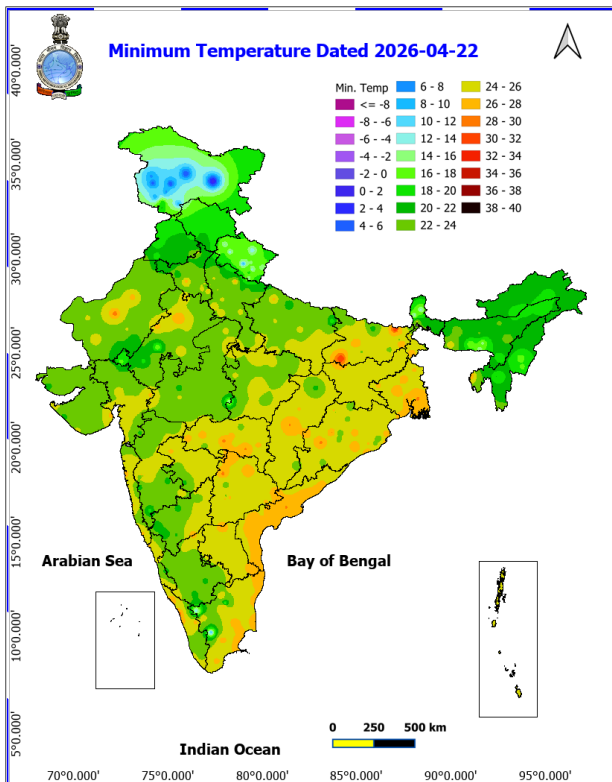 Minimum Temperature Dated 2026-04-22
Min. Temp
<= -8
-8 - -6
-6 - -4
-4 - -2
-2 - 0
0 - 2
2 - 4
4 - 6
6 - 8
8 - 10
10 - 12
12 - 14
14 - 16
16 - 18
18 - 20
20 - 22
22 - 24
24 - 26
26 - 28
28 - 30
30 - 32
32 - 34
34 - 36
36 - 38
38 - 40
40°0.000'
35°0.000'
30°0.000'
25°0.000'
20°0.000'
15°0.000'
10°0.000'
5°0.000'
Arabian Sea
Bay of Bengal
Indian Ocean
0 250 500 km
70°0.000' 75°0.000' 80°0.000' 85°0.000' 90°0.000' 95°0.000'